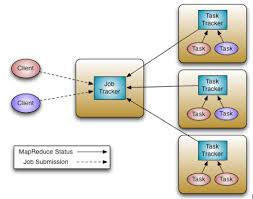 Client
Client
Job
Tracker
Task
Tracker
Task
Task
Task
Tracker
Task
Task
Task
Tracker
Task
Task
MapReduce Status
Job Submission